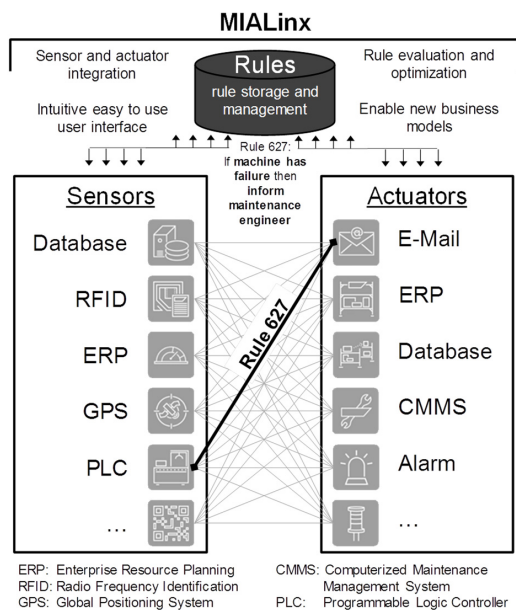 MIALinx
Sensor and actuator
integration
Intuitive easy to use
user interface
Rules
rule storage and
management
Rule evaluation and
optimization
Enable new business
models
Rule 627:
If machine has
failure then
inform
maintenance
engineer
Sensors
Database
RFID
ERP
GPS
PLC
...
Rule 627
Actuators
@
E-Mail
ERP
Database
CMMS
Alarm
...
ERP: Enterprise Resource Planning
RFID: Radio Frequency Identification
GPS: Global Positioning System
CMMS: Computerized Maintenance
Management System
PLC: Programmable Logic Controller